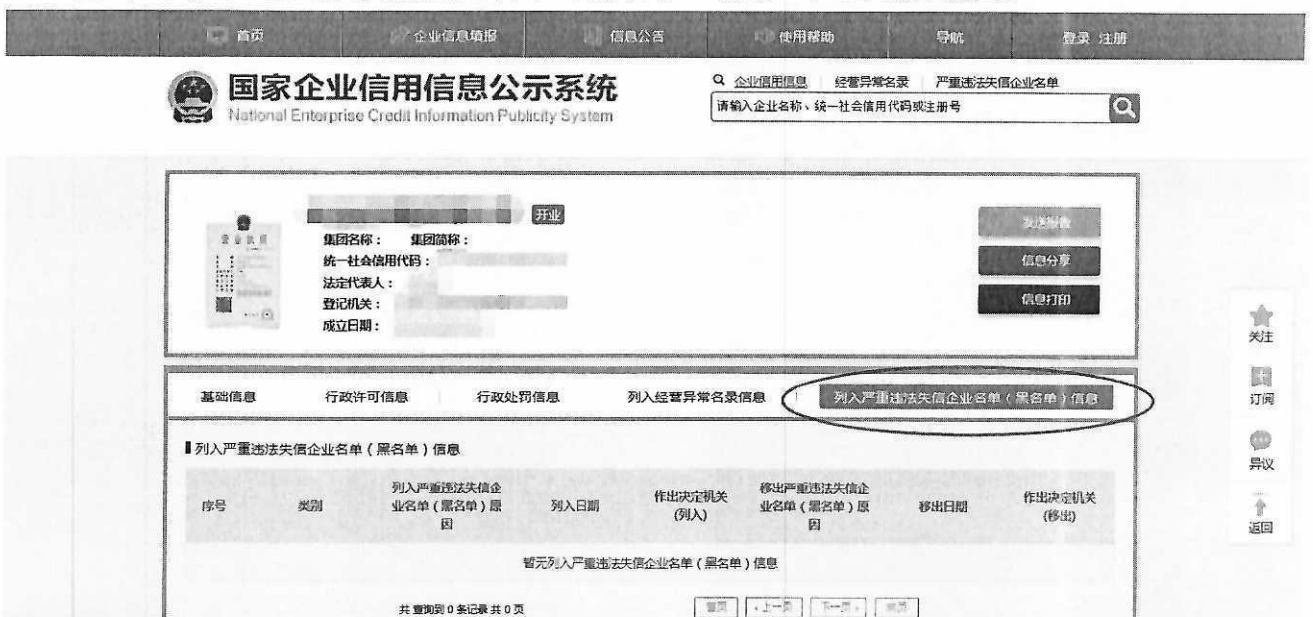 首页 企业信息填报 信息公告 使用帮助 导航 登录 注册
国家企业信用信息公示系统
National Enterprise Credit Information Publicity System
企业信用信息 经营异常名录 严重违法失信企业名单
请输入企业名称、统一社会信用代码或注册号
开业
营业执照
集团名称： 集团简称：
统一社会信用代码：
法定代表人：
登记机关：
成立日期：
发送报告
信息分享
信息打印
关注
订阅
异议
返回
基础信息 行政许可信息 行政处罚信息 列入经营异常名录信息 列入严重违法失信企业名单（黑名单）信息
列入严重违法失信企业名单（黑名单）信息
序号 类别 列入严重违法失信企业名单（黑名单）原因 列入日期 作出决定机关(列入) 移出严重违法失信企业名单（黑名单）原因 移出日期 作出决定机关(移出)
暂无列入严重违法失信企业名单（黑名单）信息
共 查询到 0 条记录 共 0 页 首页 上一页 下一页 末页